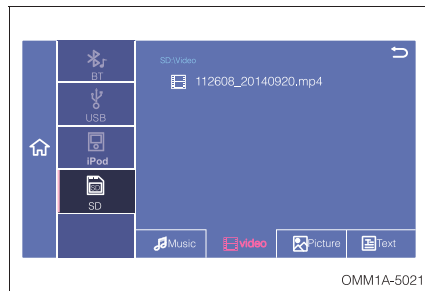 BT
USB
iPod
SD
SD:\Video
112608_20140920.mp4
Music
video
Picture
Text
OMM1A-5021